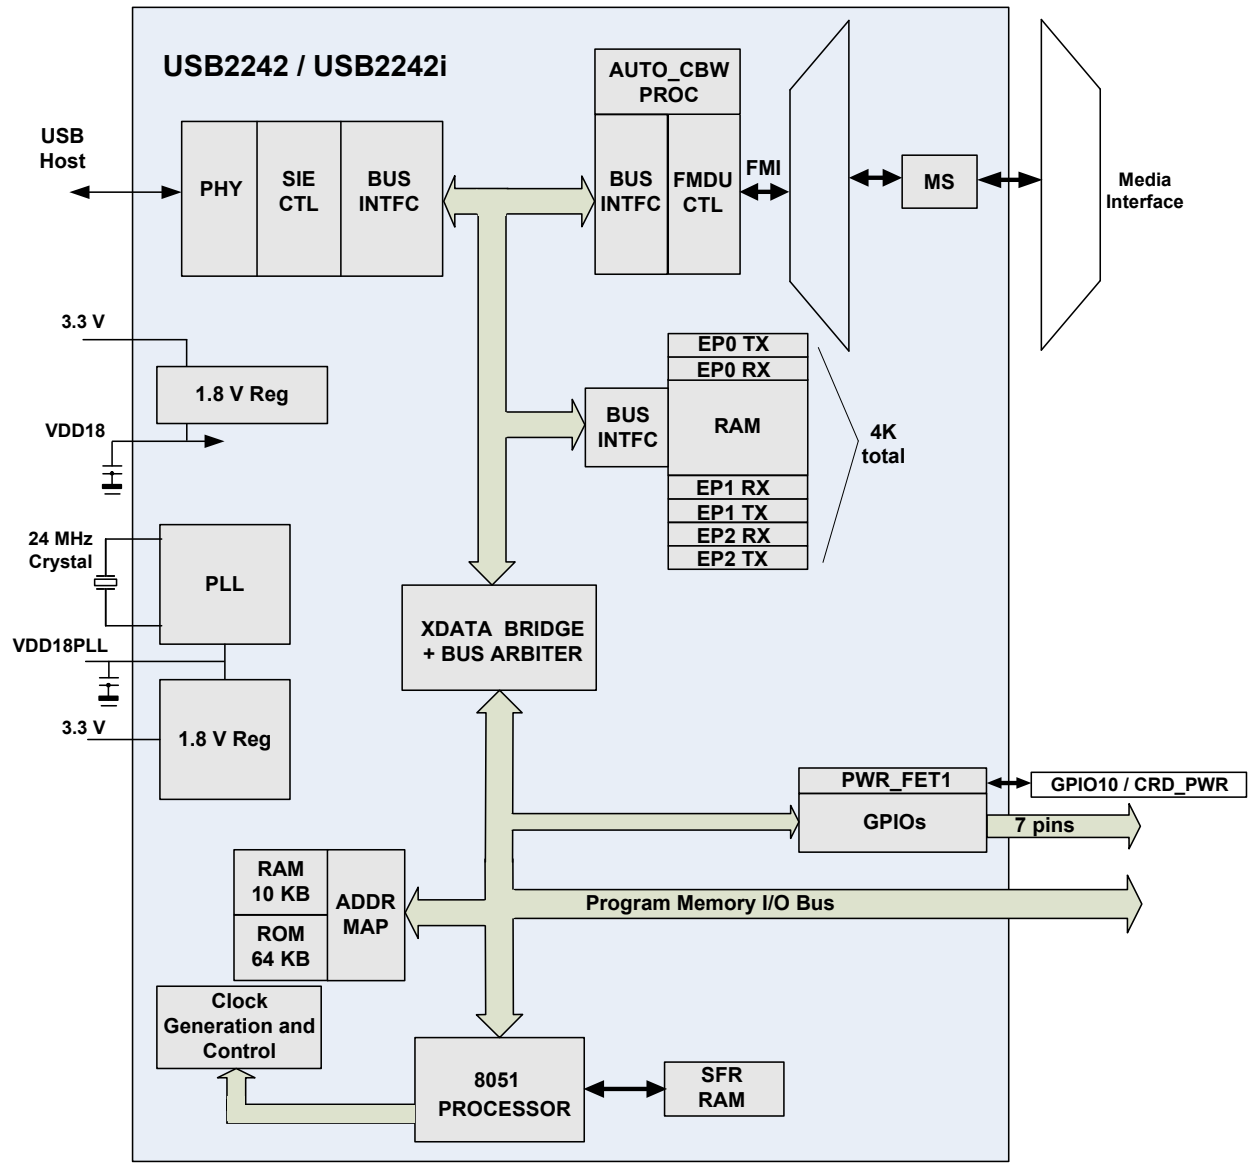 USB2242 / USB2242i
USB
Host
PHY
SIE
CTL
BUS
INTFC
AUTO_CBW
PROC
BUS
INTFC
FMDU
CTL
FMI
MS
Media
Interface
3.3 V
1.8 V Reg
VDD18
EP0 TX
EP0 RX
BUS
INTFC
RAM
EP1 RX
EP1 TX
EP2 RX
EP2 TX
4K
total
24 MHz
Crystal
PLL
VDD18PLL
3.3 V
1.8 V Reg
XDATA BRIDGE
+ BUS ARBITER
PWR_FET1
GPIOs
GPIO10 / CRD_PWR
7 pins
RAM
10 KB
ROM
64 KB
ADDR
MAP
Program Memory I/O Bus
Clock
Generation and
Control
8051
PROCESSOR
SFR
RAM